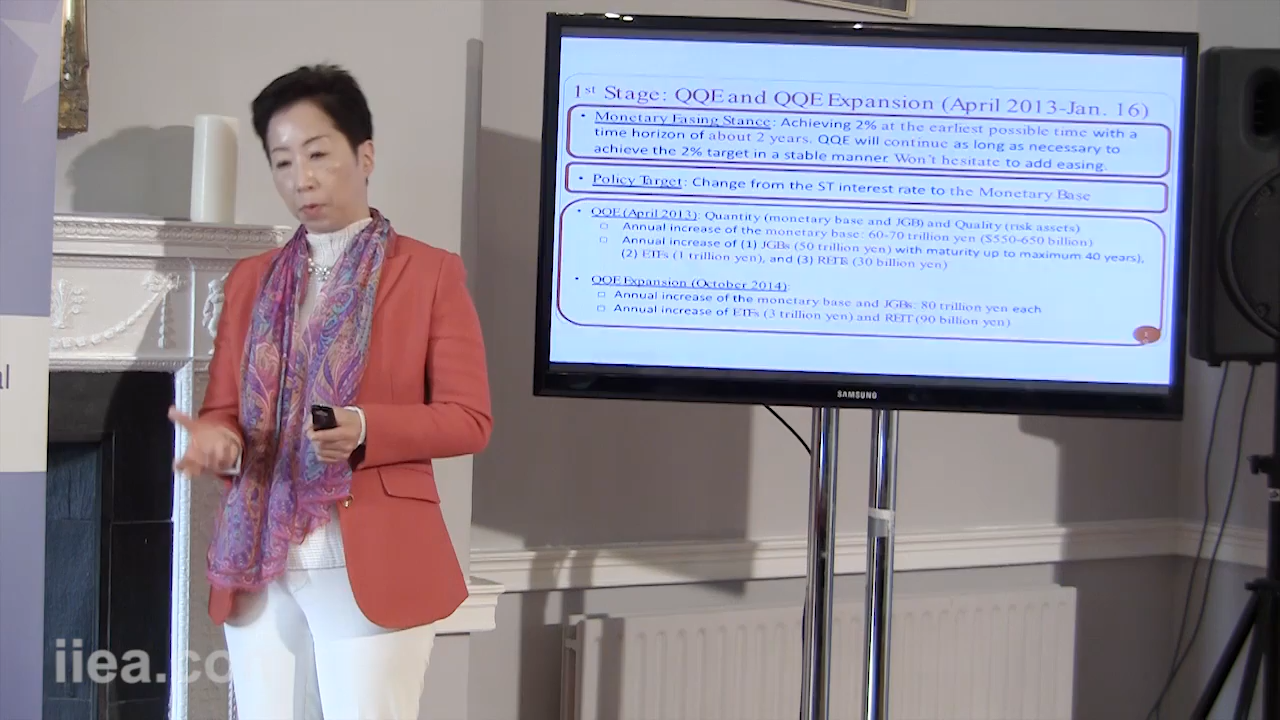 1st Stage: QQE and QQE Expansion (April 2013-Jan. 16)
• Monetary Easing Stance: Achieving 2% at the earliest possible time with a
time horizon of about 2 years. QQE will continue as long as necessary to
achieve the 2% target in a stable manner. Won't hesitate to add easing.
• Policy Target: Change from the ST interest rate to the Monetary Base
• QQE (April 2013): Quantity (monetary base and JGB) and Quality (risk assets)
□ Annual increase of the monetary base: 60-70 trillion yen ($550-650 billion)
□ Annual increase of (1) JGBs (50 trillion yen) with maturity up to maximum 40 years),
(2) ETFs (1 trillion yen), and (3) REITs (30 billion yen)
• QQE Expansion (October 2014):
□ Annual increase of the monetary base and JGBs: 80 trillion yen each
□ Annual increase of ETFs (3 trillion yen) and REIT (90 billion yen)
SAMSUNG
al
iiea.com